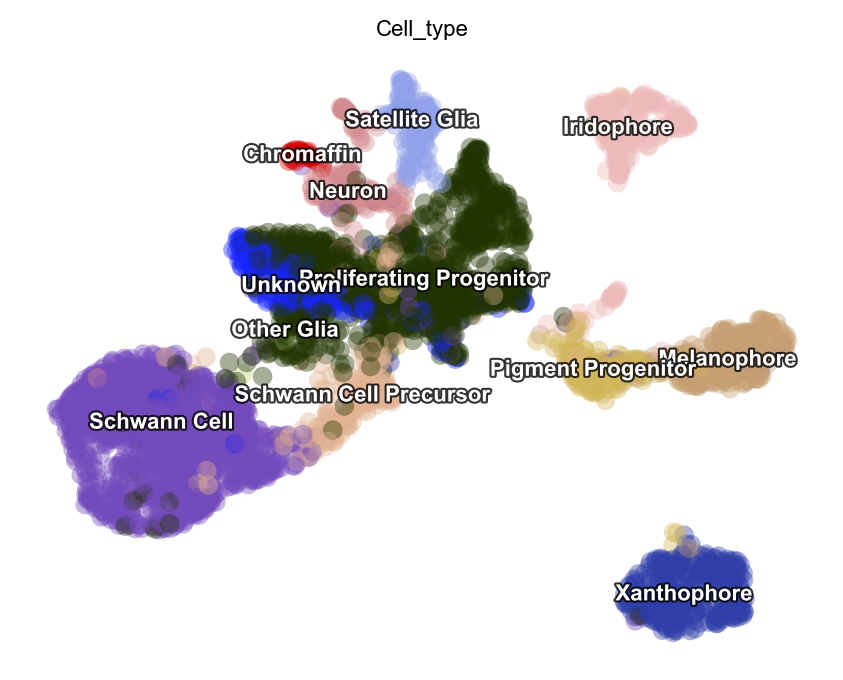 Cell_type
Satellite Glia
Iridophore
Chromaffin
Neuron
Proliferating Progenitor
Unknown
Other Glia
Melanophore
Pigment Progenitor
Schwann Cell Precursor
Schwann Cell
Xanthophore